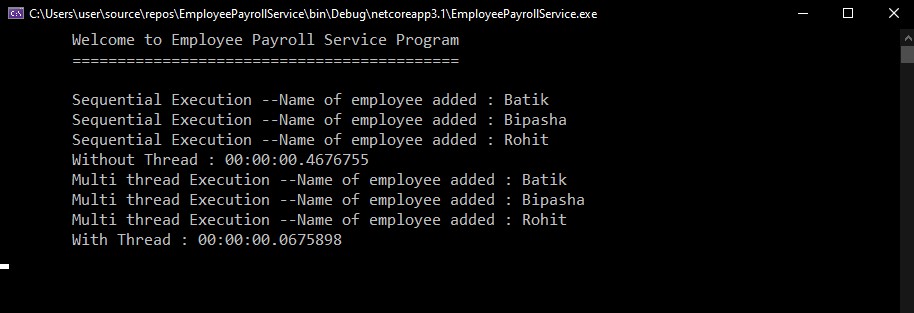 C:\Users\user\source\repos\EmployeePayrollService\bin\Debug\netcoreapp3.1\EmployeePayrollService.exe
Welcome to Employee Payroll Service Program
===========================================
Sequential Execution --Name of employee added : Batik
Sequential Execution --Name of employee added : Bipasha
Sequential Execution --Name of employee added : Rohit
Without Thread : 00:00:00.4676755
Multi thread Execution --Name of employee added : Batik
Multi thread Execution --Name of employee added : Bipasha
Multi thread Execution --Name of employee added : Rohit
With Thread : 00:00:00.0675898